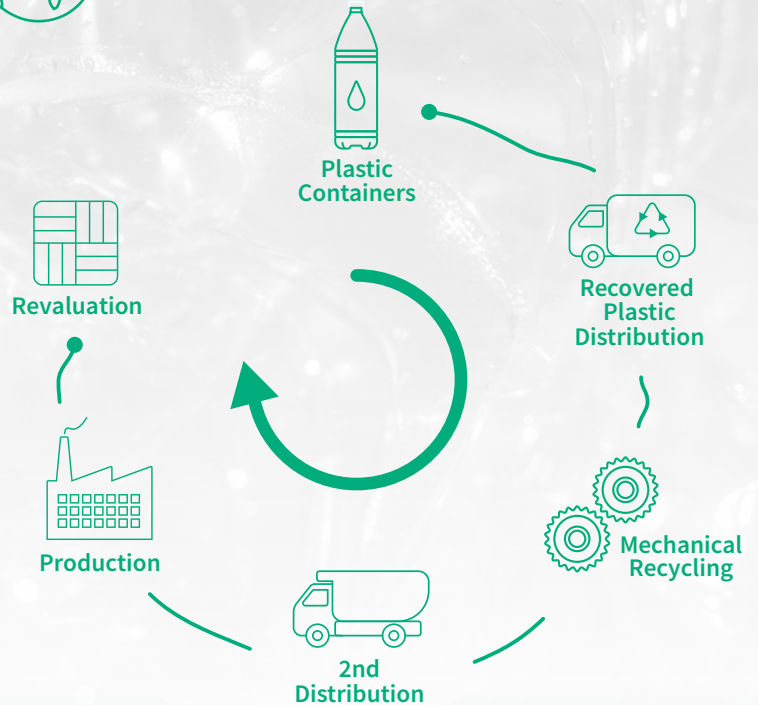 Plastic
Containers
Recovered
Plastic
Distribution
Mechanical
Recycling
2nd
Distribution
Production
Revaluation